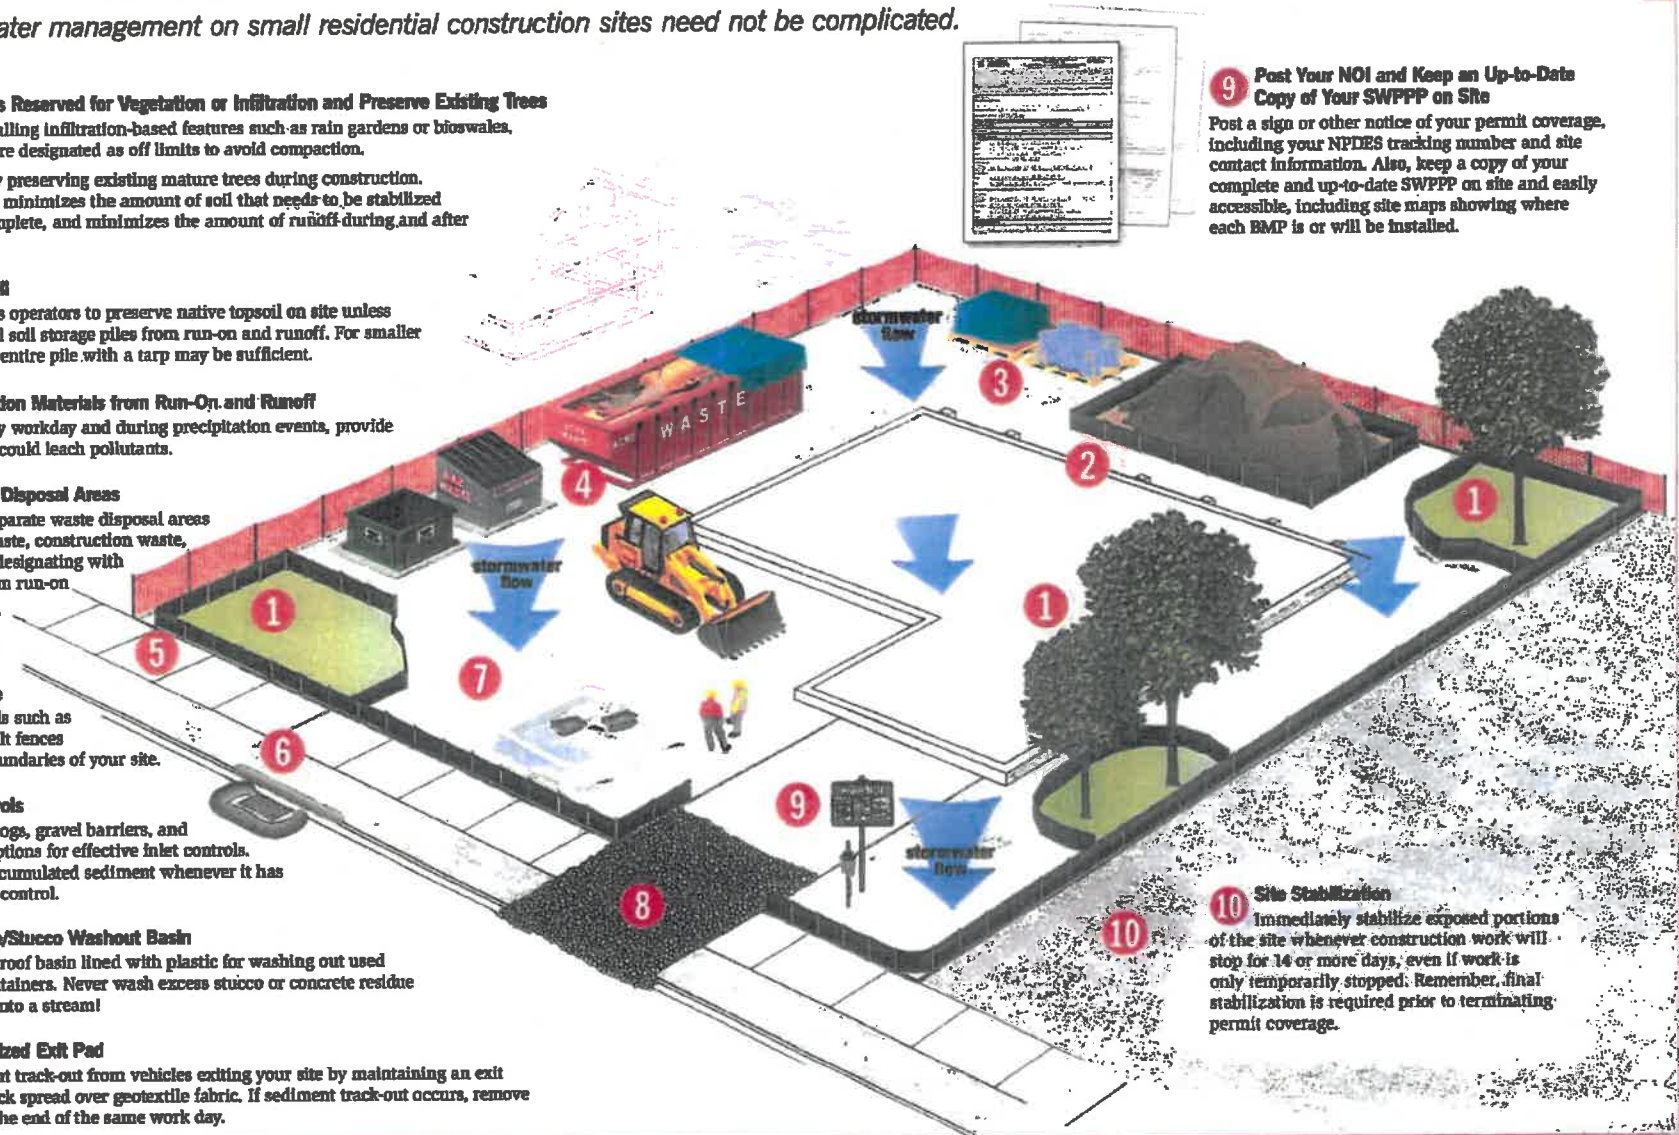 ater management on small residential construction sites need not be complicated.
s Reserved for Vegetation or Infiltration and Preserve Existing Trees
alling infiltration-based features such as rain gardens or bioswales,
re designated as off limits to avoid compaction.
y preserving existing mature trees during construction.
minimizes the amount of soil that needs to be stabilized
mplete, and minimizes the amount of runoff during and after
s operators to preserve native topsoil on site unless
l soil storage piles from run-on and runoff. For smaller
entire pile with a tarp may be sufficient.
ion Materials from Run-On and Runoff
y workday and during precipitation events, provide
could leach pollutants.
Disposal Areas
parate waste disposal areas
aste, construction waste,
designating with
m run-on
s such as
lt fences
undaries of your site.
ols
ogs, gravel barriers, and
ptions for effective inlet controls.
cumulated sediment whenever it has
control.
e/Stucco Washout Basin
roof basin lined with plastic for washing out used
tainers. Never wash excess stucco or concrete residue
nto a stream!
ized Exit Pad
nt track-out from vehicles exiting your site by maintaining an exit
ck spread over geotextile fabric. If sediment track-out occurs, remove
he end of the same work day.
9 Post Your NOI and Keep an Up-to-Date
Copy of Your SWPPP on Site
Post a sign or other notice of your permit coverage,
including your NPDES tracking number and site
contact information. Also, keep a copy of your
complete and up-to-date SWPPP on site and easily
accessible, including site maps showing where
each BMP is or will be installed.
stormwater
flow
3
WASTE
2
4
1
stormwater
flow
1
1
5
7
6
9
stormwater
flow
8
10
10 Site Stabilization
Immediately stabilize exposed portions
of the site whenever construction work will
stop for 14 or more days, even if work is
only temporarily stopped. Remember, final
stabilization is required prior to terminating
permit coverage.